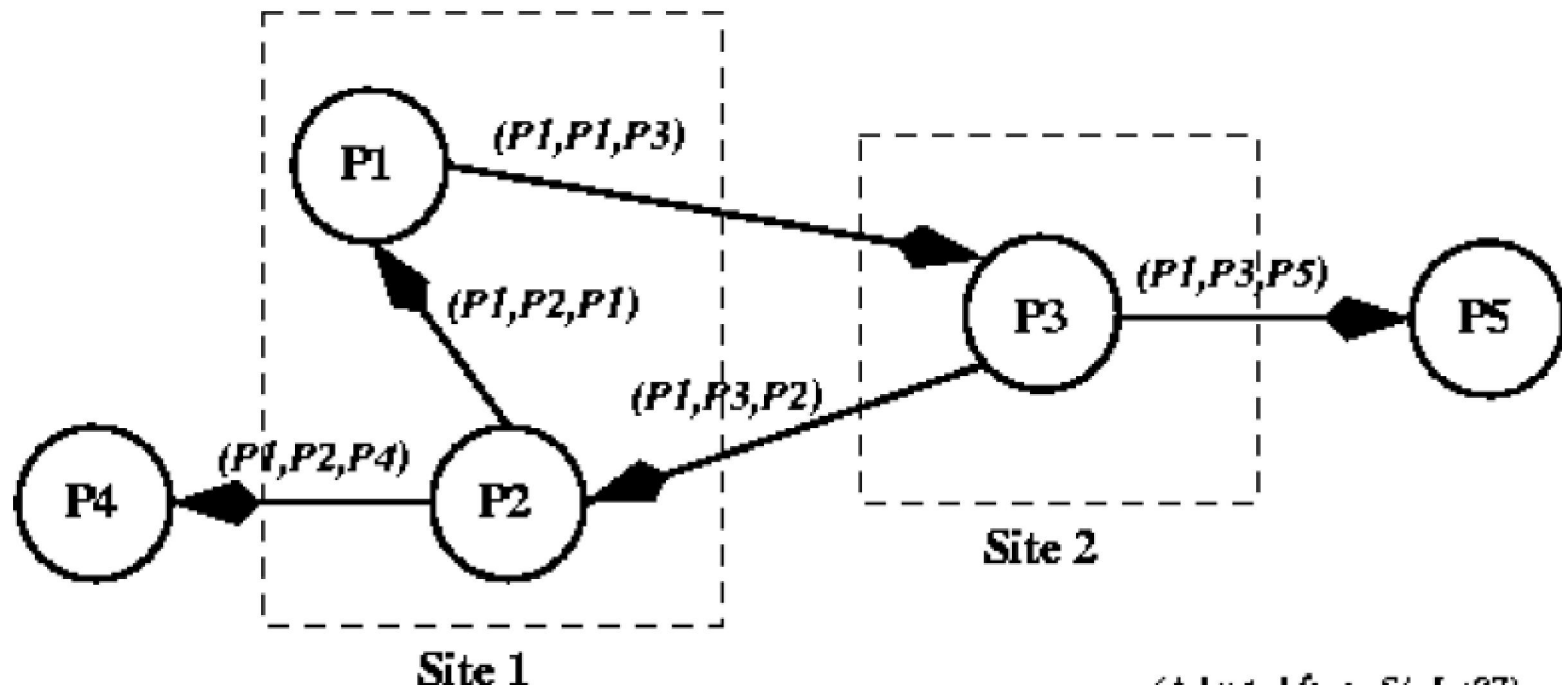 P1
(P1,P1,P3)
(P1,P2,P1)
P3
(P1,P3,P5)
P5
(P1,P3,P2)
(P1,P2,P4)
P4
P2
Site 2
Site 1